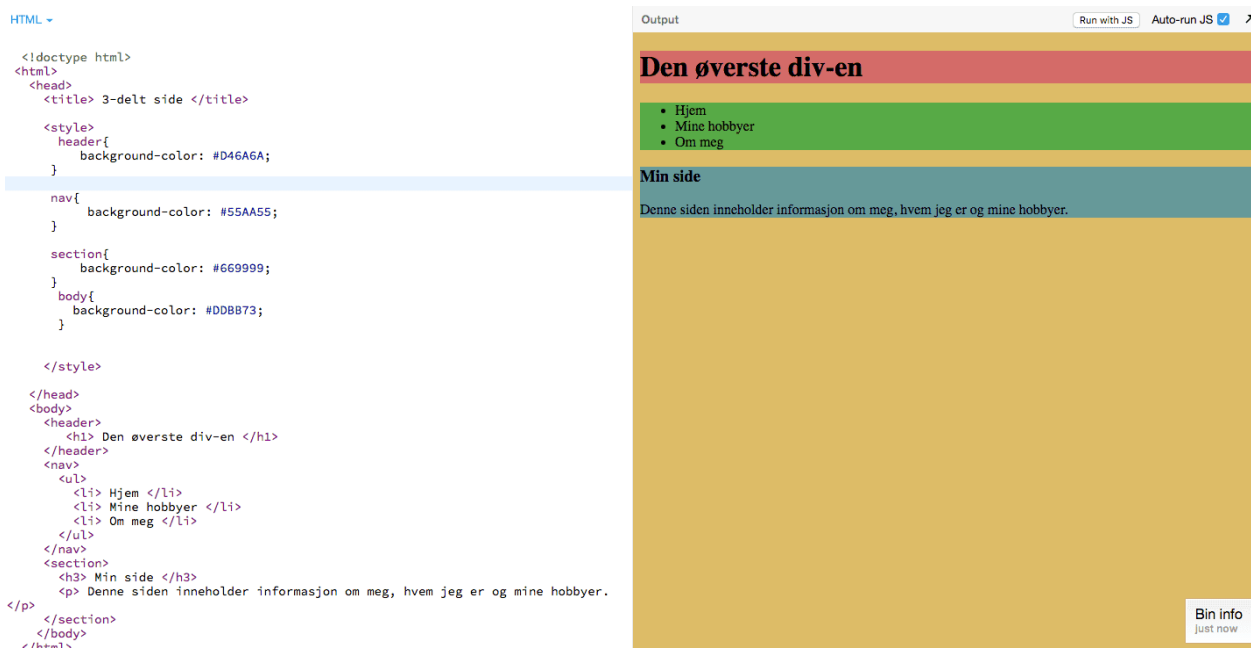 HTML
<!doctype html>
<html>
<head>
<title> 3-delt side </title>
<style>
header{
background-color: #D46A6A;
}
nav{
background-color: #55AA55;
}
section{
background-color: #669999;
}
body{
background-color: #DDBB73;
}
</style>
</head>
<body>
<header>
<h1> Den øverste div-en </h1>
</header>
<nav>
<ul>
<li> Hjem </li>
<li> Mine hobbyer </li>
<li> Om meg </li>
</ul>
</nav>
<section>
<h3> Min side </h3>
<p> Denne siden inneholder informasjon om meg, hvem jeg er og mine hobbyer.
</p>
</section>
</body>
</html>
Output
Run with JS
Auto-run JS
Den øverste div-en
• Hjem
• Mine hobbyer
• Om meg
Min side
Denne siden inneholder informasjon om meg, hvem jeg er og mine hobbyer.
Bin info
just now